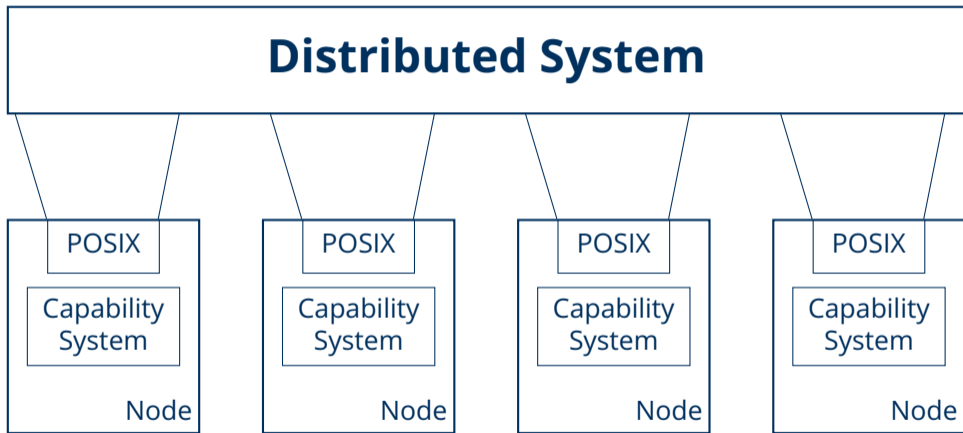 Distributed System
POSIX
Capability
System
Node
POSIX
Capability
System
Node
POSIX
Capability
System
Node
POSIX
Capability
System
Node